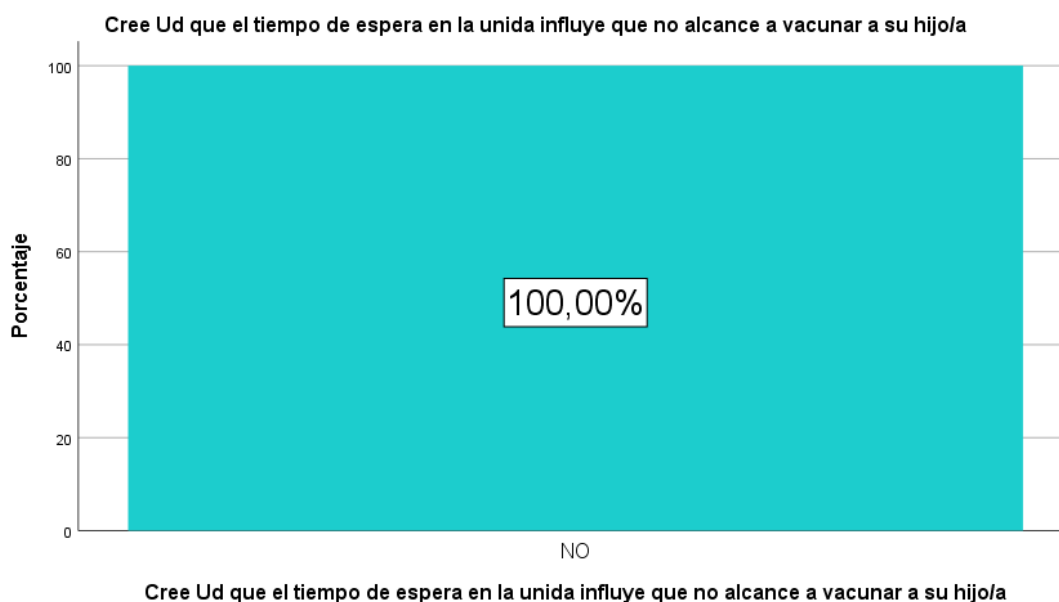 Cree Ud que el tiempo de espera en la unida influye que no alcance a vacunar a su hijo/a
100
80
60
40
20
0
Porcentaje
100,00%
NO
Cree Ud que el tiempo de espera en la unida influye que no alcance a vacunar a su hijo/a